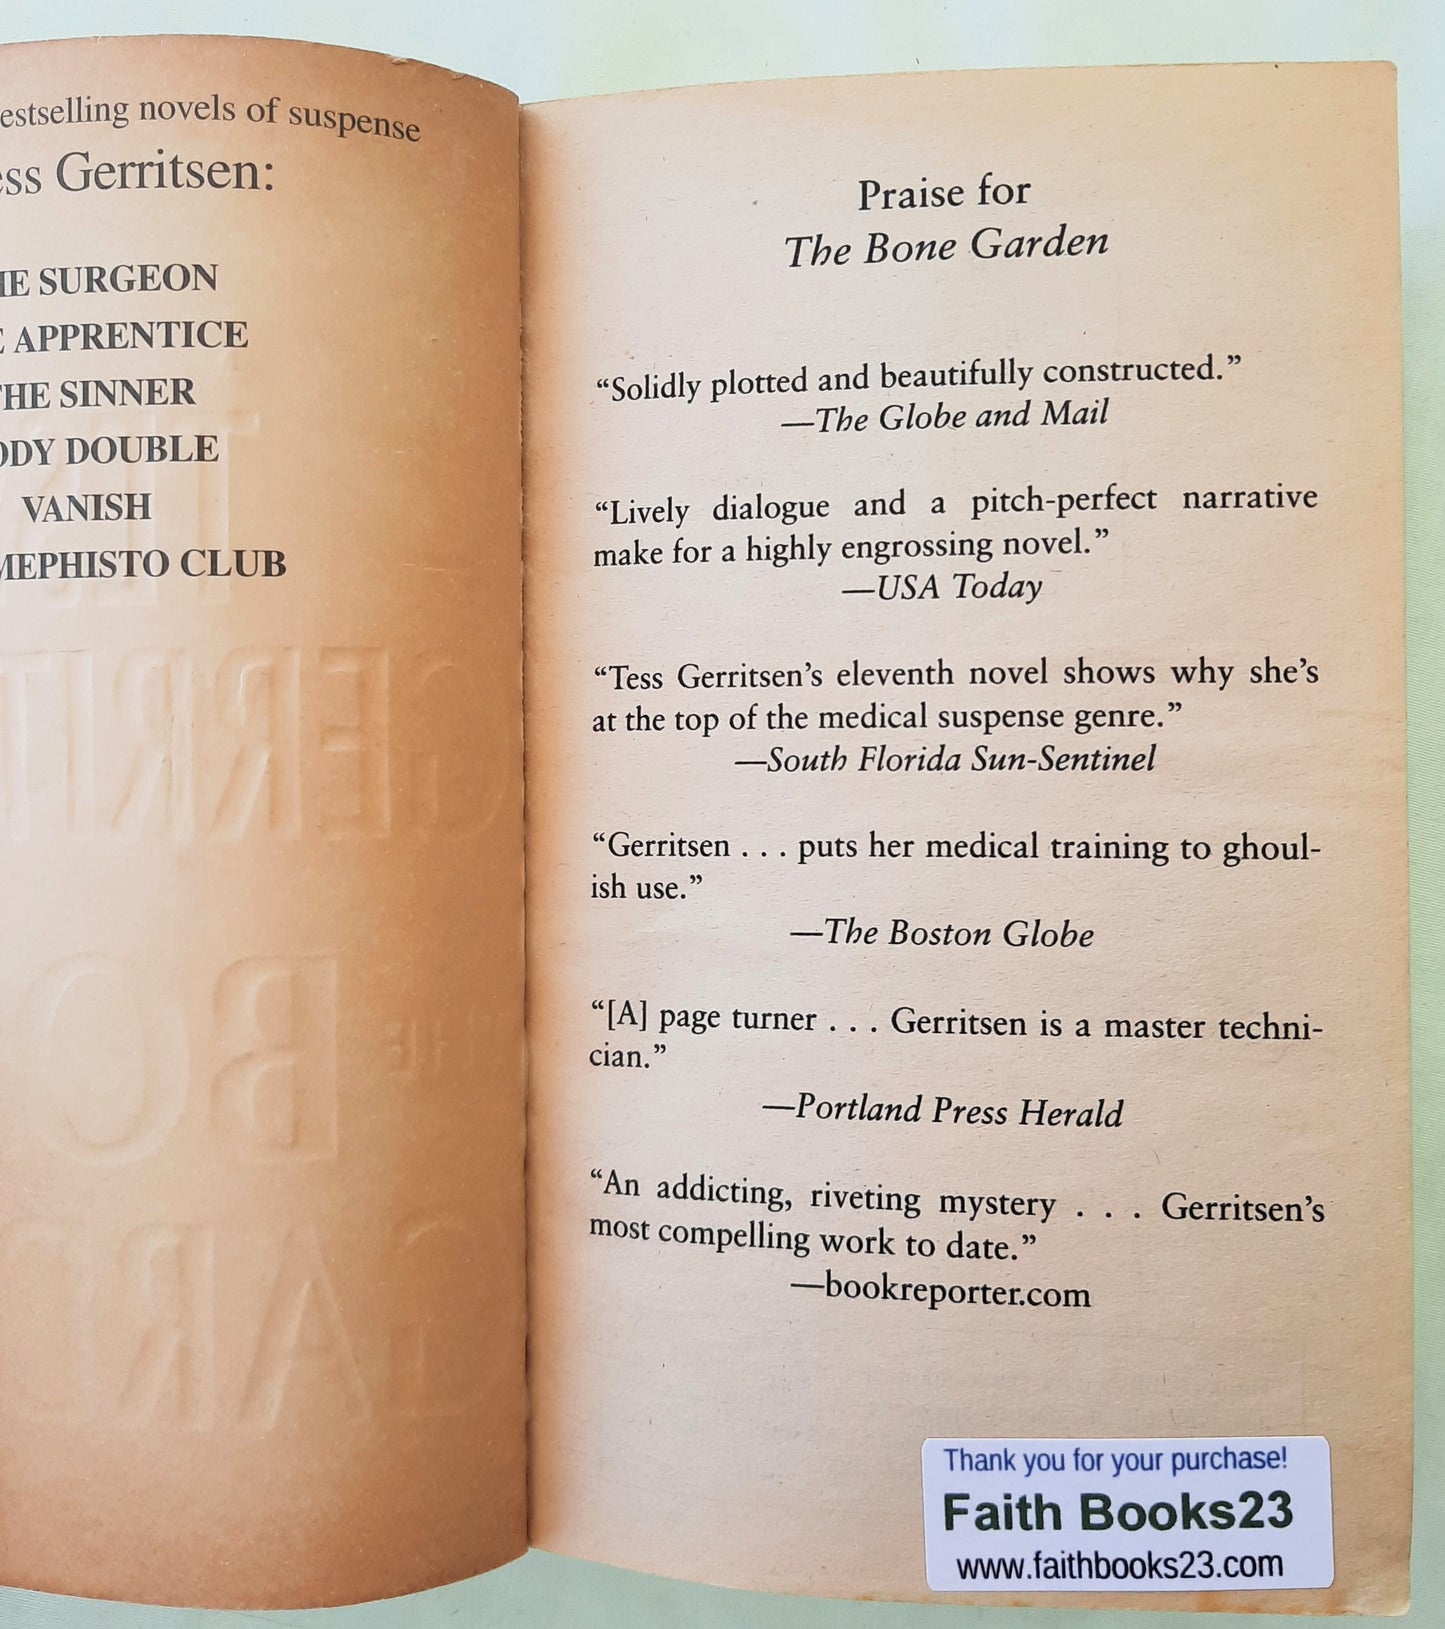 estselling novels of suspense
ess Gerritsen:
HE SURGEON
E APPRENTICE
THE SINNER
ODY DOUBLE
VANISH
MEPHISTO CLUB
Praise for
The Bone Garden
“Solidly plotted and beautifully constructed.”
—The Globe and Mail
“Lively dialogue and a pitch-perfect narrative
make for a highly engrossing novel.”
—USA Today
“Tess Gerritsen’s eleventh novel shows why she’s
at the top of the medical suspense genre.”
—South Florida Sun-Sentinel
“Gerritsen . . . puts her medical training to ghoul-
ish use.”
—The Boston Globe
“[A] page turner . . . Gerritsen is a master techni-
cian.”
—Portland Press Herald
“An addicting, riveting mystery . . . Gerritsen’s
most compelling work to date.”
—bookreporter.com
Thank you for your purchase!
Faith Books23
www.faithbooks23.com